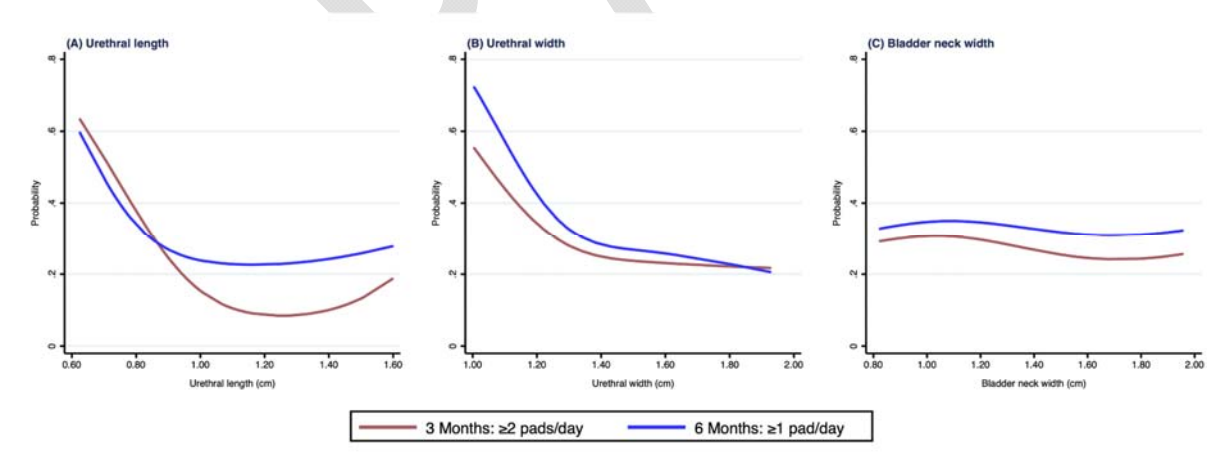 (A) Urethral length
(B) Urethral width
(C) Bladder neck width
Probability
.8
.6
.4
.2
0
0.60 0.80 1.00 1.20 1.40 1.60
Urethral length (cm)
Probability
.8
.6
.4
.2
0
1.00 1.20 1.40 1.60 1.80 2.00
Urethral width (cm)
Probability
.8
.6
.4
.2
0
0.80 1.00 1.20 1.40 1.60 1.80 2.00
Bladder neck width (cm)
3 Months: ≥2 pads/day
6 Months: ≥1 pad/day